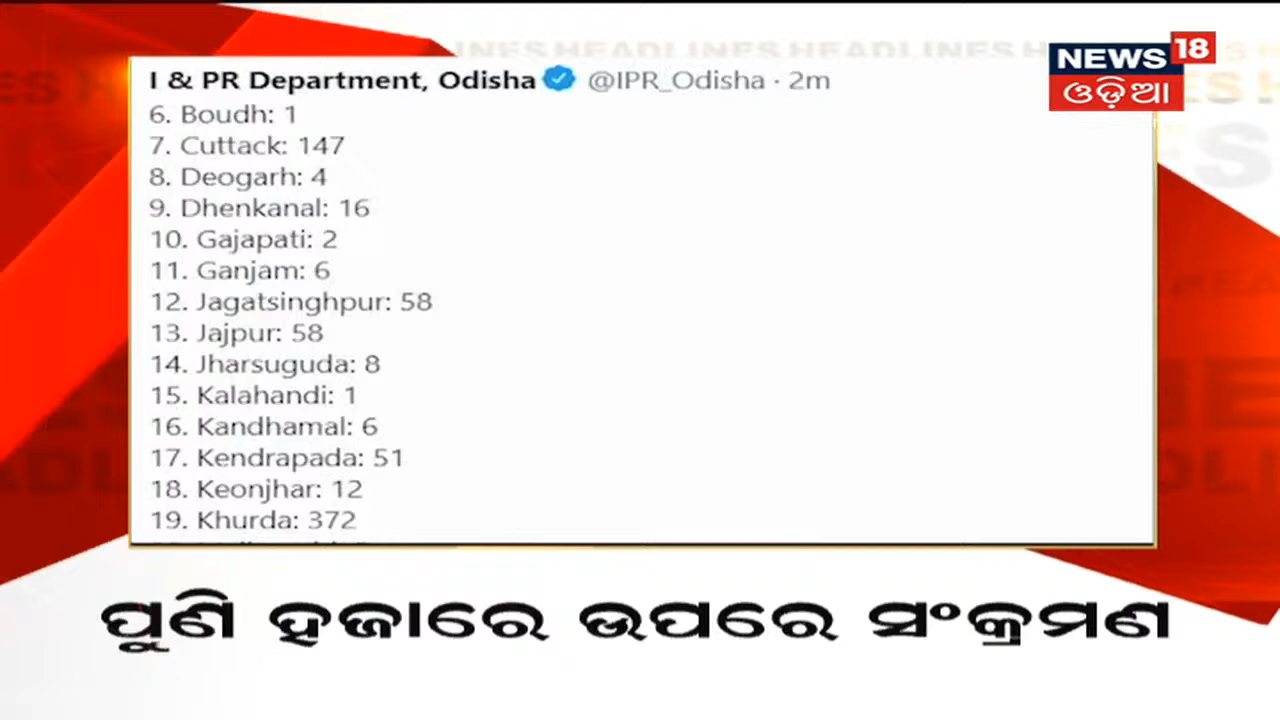 NEWS 18
ଓଡ଼ିଆ
I & PR Department, Odisha @IPR_Odisha · 2m
6. Boudh: 1
7. Cuttack: 147
8. Deogarh: 4
9. Dhenkanal: 16
10. Gajapati: 2
11. Ganjam: 6
12. Jagatsinghpur: 58
13. Jajpur: 58
14. Jharsuguda: 8
15. Kalahandi: 1
16. Kandhamal: 6
17. Kendrapada: 51
18. Keonjhar: 12
19. Khurda: 372
ପୁଣି ହଜାରେ ଉପରେ ସଂକ୍ରମଣ